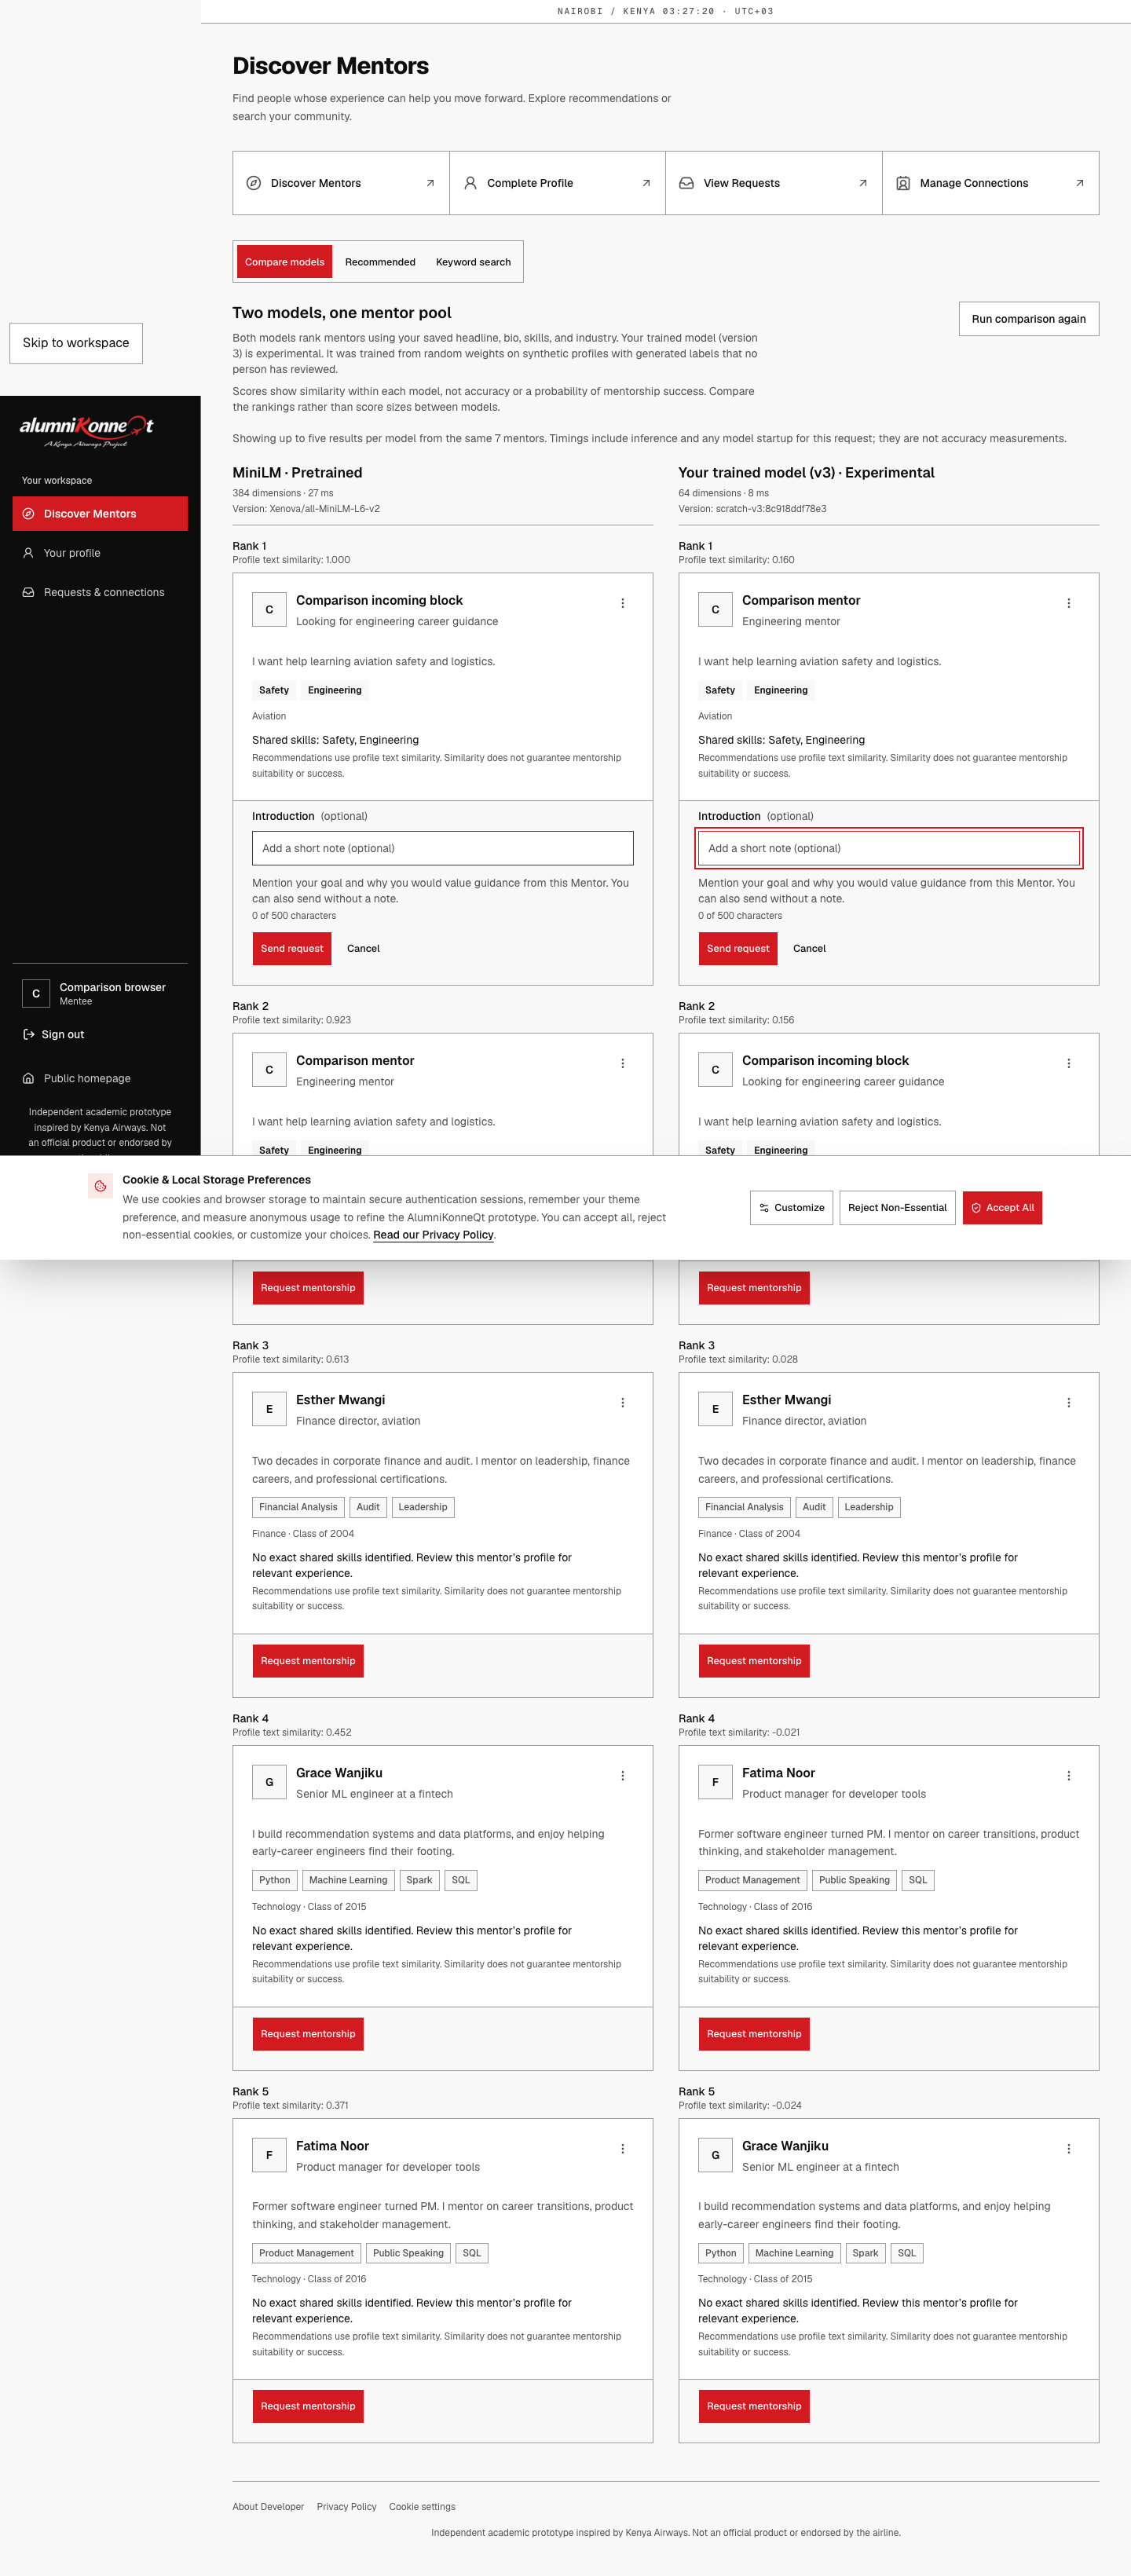 NAIROBI / KENYA 03:27:20 · UTC+03
Skip to workspace
alumniKonneQt
A Kenya Airways Project
Your workspace
Discover Mentors
Your profile
Requests & connections
C
Comparison browser
Mentee
Sign out
Public homepage
Independent academic prototype
inspired by Kenya Airways. Not
an official product or endorsed by
Discover Mentors
Find people whose experience can help you move forward. Explore recommendations or
search your community.
Discover Mentors
Complete Profile
View Requests
Manage Connections
Compare models
Recommended
Keyword search
Two models, one mentor pool
Run comparison again
Both models rank mentors using your saved headline, bio, skills, and industry. Your trained model (version
3) is experimental. It was trained from random weights on synthetic profiles with generated labels that no
person has reviewed.
Scores show similarity within each model, not accuracy or a probability of mentorship success. Compare
the rankings rather than score sizes between models.
Showing up to five results per model from the same 7 mentors. Timings include inference and any model startup for this request; they are not accuracy measurements.
MiniLM · Pretrained
384 dimensions · 27 ms
Version: Xenova/all-MiniLM-L6-v2
Rank 1
Profile text similarity: 1.000
C
Comparison incoming block
Looking for engineering career guidance
I want help learning aviation safety and logistics.
Safety
Engineering
Aviation
Shared skills: Safety, Engineering
Recommendations use profile text similarity. Similarity does not guarantee mentorship
suitability or success.
Introduction (optional)
Add a short note (optional)
Mention your goal and why you would value guidance from this Mentor. You
can also send without a note.
0 of 500 characters
Send request
Cancel
Rank 2
Profile text similarity: 0.923
C
Comparison mentor
Engineering mentor
I want help learning aviation safety and logistics.
Safety
Engineering
Request mentorship
Rank 3
Profile text similarity: 0.613
E
Esther Mwangi
Finance director, aviation
Two decades in corporate finance and audit. I mentor on leadership, finance
careers, and professional certifications.
Financial Analysis
Audit
Leadership
Finance · Class of 2004
No exact shared skills identified. Review this mentor's profile for
relevant experience.
Recommendations use profile text similarity. Similarity does not guarantee mentorship
suitability or success.
Request mentorship
Rank 4
Profile text similarity: 0.452
G
Grace Wanjiku
Senior ML engineer at a fintech
I build recommendation systems and data platforms, and enjoy helping
early-career engineers find their footing.
Python
Machine Learning
Spark
SQL
Technology · Class of 2015
No exact shared skills identified. Review this mentor's profile for
relevant experience.
Recommendations use profile text similarity. Similarity does not guarantee mentorship
suitability or success.
Request mentorship
Rank 5
Profile text similarity: 0.371
F
Fatima Noor
Product manager for developer tools
Former software engineer turned PM. I mentor on career transitions, product
thinking, and stakeholder management.
Product Management
Public Speaking
SQL
Technology · Class of 2016
No exact shared skills identified. Review this mentor's profile for
relevant experience.
Recommendations use profile text similarity. Similarity does not guarantee mentorship
suitability or success.
Request mentorship
Your trained model (v3) · Experimental
64 dimensions · 8 ms
Version: scratch-v3:8c918ddf78e3
Rank 1
Profile text similarity: 0.160
C
Comparison mentor
Engineering mentor
I want help learning aviation safety and logistics.
Safety
Engineering
Aviation
Shared skills: Safety, Engineering
Recommendations use profile text similarity. Similarity does not guarantee mentorship
suitability or success.
Introduction (optional)
Add a short note (optional)
Mention your goal and why you would value guidance from this Mentor. You
can also send without a note.
0 of 500 characters
Send request
Cancel
Rank 2
Profile text similarity: 0.156
C
Comparison incoming block
Looking for engineering career guidance
I want help learning aviation safety and logistics.
Safety
Engineering
Request mentorship
Rank 3
Profile text similarity: 0.028
E
Esther Mwangi
Finance director, aviation
Two decades in corporate finance and audit. I mentor on leadership, finance
careers, and professional certifications.
Financial Analysis
Audit
Leadership
Finance · Class of 2004
No exact shared skills identified. Review this mentor's profile for
relevant experience.
Recommendations use profile text similarity. Similarity does not guarantee mentorship
suitability or success.
Request mentorship
Rank 4
Profile text similarity: -0.021
F
Fatima Noor
Product manager for developer tools
Former software engineer turned PM. I mentor on career transitions, product
thinking, and stakeholder management.
Product Management
Public Speaking
SQL
Technology · Class of 2016
No exact shared skills identified. Review this mentor's profile for
relevant experience.
Recommendations use profile text similarity. Similarity does not guarantee mentorship
suitability or success.
Request mentorship
Rank 5
Profile text similarity: -0.024
G
Grace Wanjiku
Senior ML engineer at a fintech
I build recommendation systems and data platforms, and enjoy helping
early-career engineers find their footing.
Python
Machine Learning
Spark
SQL
Technology · Class of 2015
No exact shared skills identified. Review this mentor's profile for
relevant experience.
Recommendations use profile text similarity. Similarity does not guarantee mentorship
suitability or success.
Request mentorship
Cookie & Local Storage Preferences
We use cookies and browser storage to maintain secure authentication sessions, remember your theme
preference, and measure anonymous usage to refine the AlumniKonneQt prototype. You can accept all, reject
non-essential cookies, or customize your choices. Read our Privacy Policy.
Customize
Reject Non-Essential
Accept All
About Developer
Privacy Policy
Cookie settings
Independent academic prototype inspired by Kenya Airways. Not an official product or endorsed by the airline.